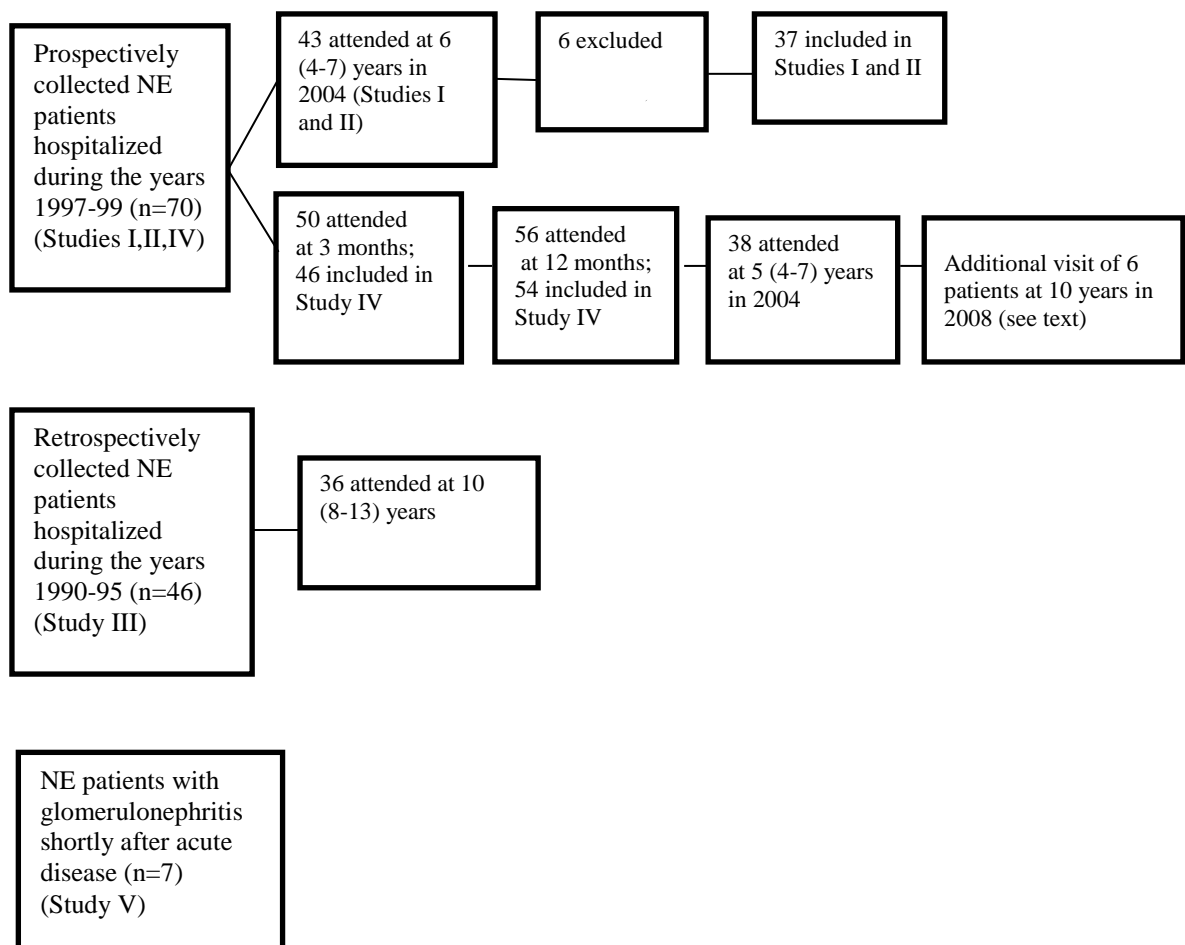 Prospectively
collected NE
patients
hospitalized
during the years
1997-99 (n=70)
(Studies I,II,IV)
43 attended at 6
(4-7) years in
2004 (Studies I
and II)
6 excluded
37 included in
Studies I and II
50 attended
at 3 months;
46 included in
Study IV
56 attended
at 12 months;
54 included in
Study IV
38 attended
at 5 (4-7) years
in 2004
Additional visit of 6
patients at 10 years in
2008 (see text)
Retrospectively
collected NE
patients
hospitalized
during the years
1990-95 (n=46)
(Study III)
36 attended at 10
(8-13) years
NE patients with
glomerulonephritis
shortly after acute
disease (n=7)
(Study V)